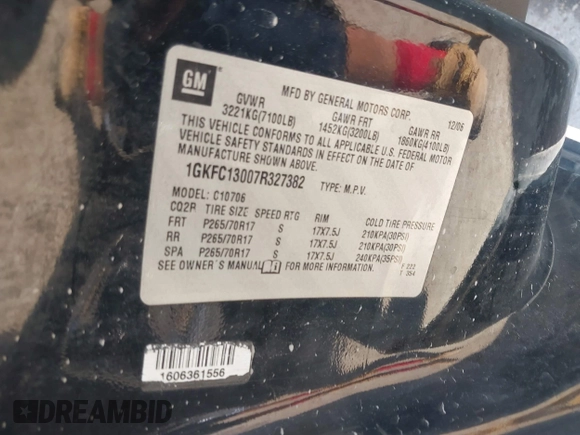 GM
MFD BY GENERAL MOTORS CORP. 12/06
GVWR GAWR FRT GAWR RR
3221KG(7100LB) 1452KG(3200LB) 1860KG(4100LB)
THIS VEHICLE CONFORMS TO ALL APPLICABLE U.S. FEDERAL MOTOR
VEHICLE SAFETY STANDARDS IN EFFECT ON THE DATE OF
MANUFACTURE SHOWN ABOVE.
1GKFC13007R327382 TYPE: M.P.V.
MODEL: C10706
CQ2R TIRE SIZE SPEED RTG RIM COLD TIRE PRESSURE
FRT P265/70R17 S 17X7.5J 210KPA(30PSI)
RR P265/70R17 S 17X7.5J 210KPA(30PSI)
SPA P265/70R17 S 17X7.5J 240KPA(35PSI)
SEE OWNER'S MANUAL FOR MORE INFORMATION.
F 222
T 354
1606361556
DREAMBID